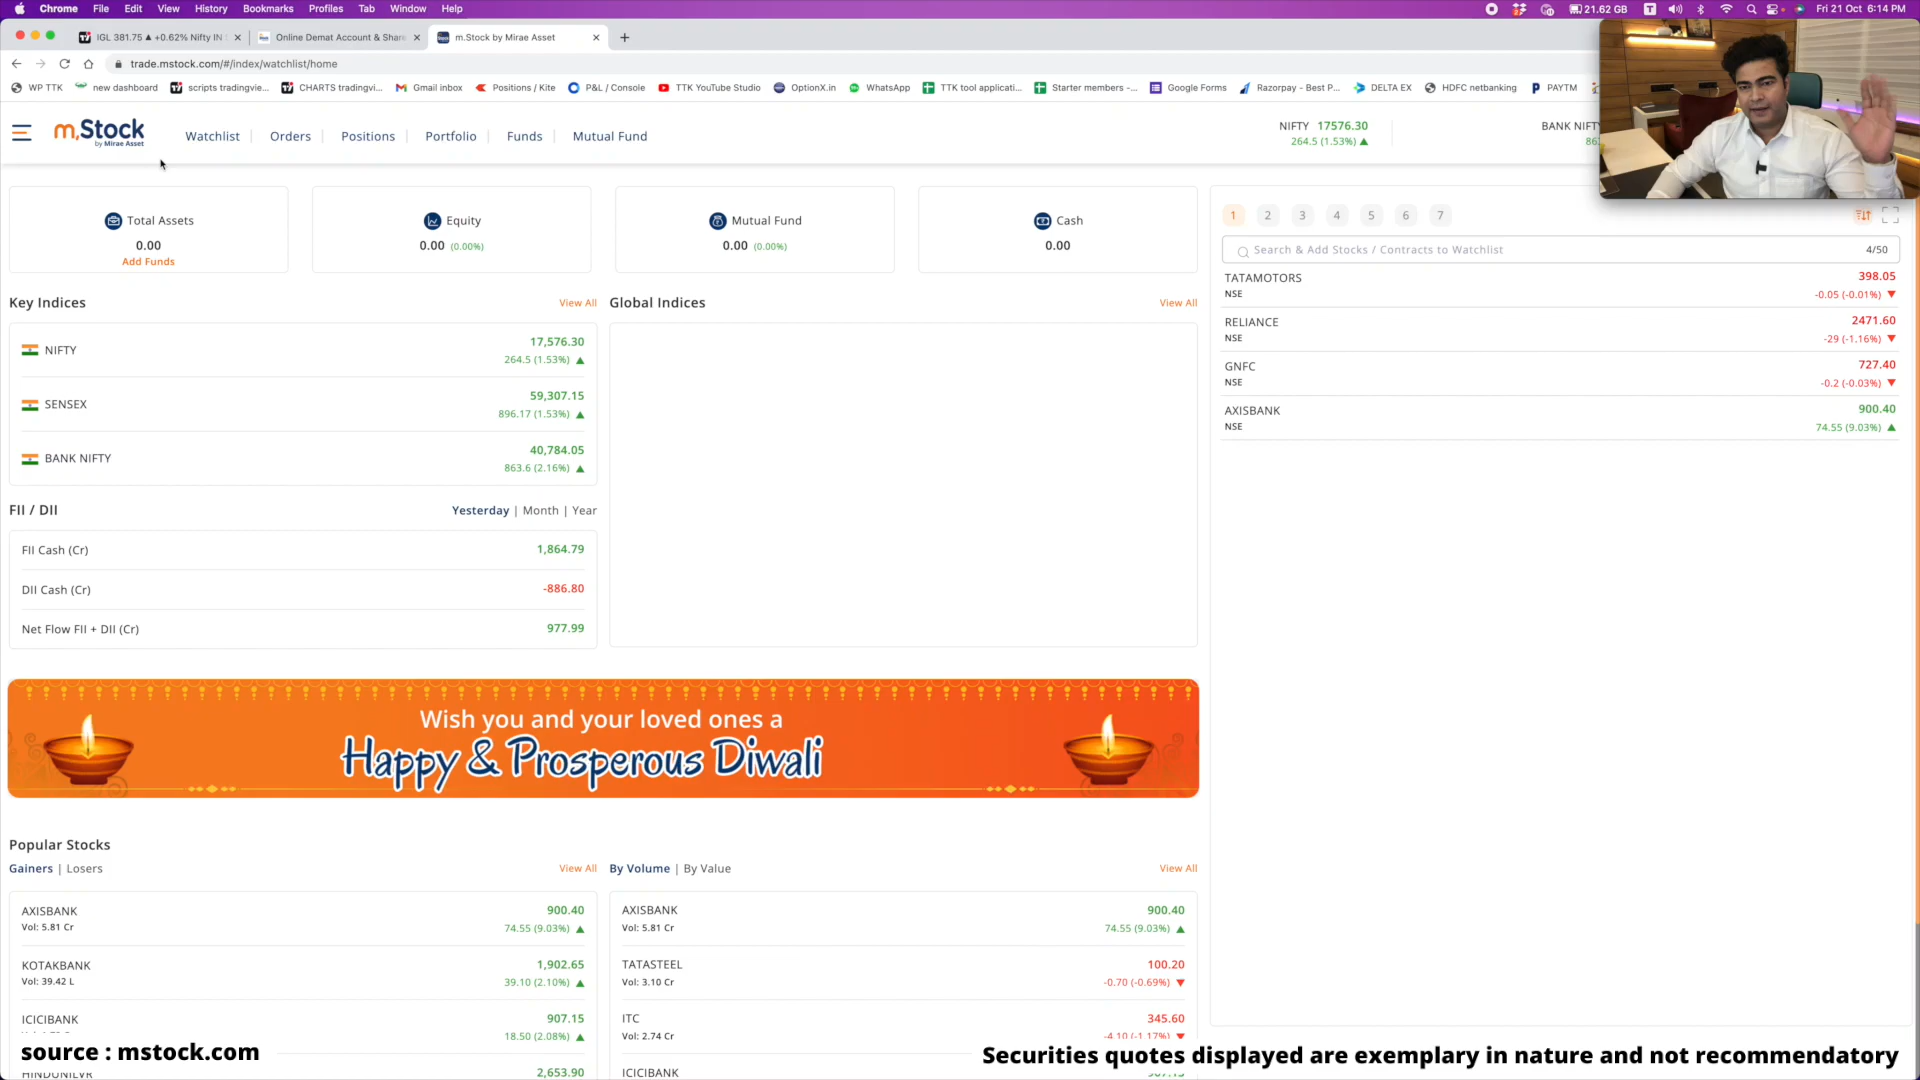 Chrome File Edit View History Bookmarks Profiles Tab Window Help
21.62 GB Fri 21 Oct 6:14 PM
IGL 381.75 ▲ +0.62% Nifty IN
Online Demat Account & Share
m.Stock by Mirae Asset
trade.mstock.com/#/index/watchlist/home
WP TTK new dashboard scripts tradingvie... CHARTS tradingvi... Gmail inbox Positions / Kite P&L / Console TTK YouTube Studio OptionX.in WhatsApp TTK tool applicati... Starter members -... Google Forms Razorpay - Best P... DELTA EX HDFC netbanking PAYTM
m.Stock
by Mirae Asset
Watchlist Orders Positions Portfolio Funds Mutual Fund
NIFTY 17576.30
264.5 (1.53%) ▲
BANK NIFTY
Total Assets
0.00
Add Funds
Equity
0.00 (0.00%)
Mutual Fund
0.00 (0.00%)
Cash
0.00
Key Indices View All
NIFTY 17,576.30
264.5 (1.53%) ▲
SENSEX 59,307.15
896.17 (1.53%) ▲
BANK NIFTY 40,784.05
863.6 (2.16%) ▲
Global Indices View All
FII / DII Yesterday | Month | Year
FII Cash (Cr) 1,864.79
DII Cash (Cr) -886.80
Net Flow FII + DII (Cr) 977.99
1 2 3 4 5 6 7
Search & Add Stocks / Contracts to Watchlist 4/50
TATAMOTORS 398.05
NSE -0.05 (-0.01%) ▼
RELIANCE 2471.60
NSE -29 (-1.16%) ▼
GNFC 727.40
NSE -0.2 (-0.03%) ▼
AXISBANK 900.40
NSE 74.55 (9.03%) ▲
Wish you and your loved ones a
Happy & Prosperous Diwali
Popular Stocks
Gainers | Losers View All
AXISBANK 900.40
Vol: 5.81 Cr 74.55 (9.03%) ▲
KOTAKBANK 1,902.65
Vol: 39.42 L 39.10 (2.10%) ▲
ICICIBANK 907.15
18.50 (2.08%) ▲
HINDUNILVR 2,653.90
By Volume | By Value View All
AXISBANK 900.40
Vol: 5.81 Cr 74.55 (9.03%) ▲
TATASTEEL 100.20
Vol: 3.10 Cr -0.70 (-0.69%) ▼
ITC 345.60
Vol: 2.74 Cr -4.10 (-1.17%) ▼
ICICIBANK
source : mstock.com
Securities quotes displayed are exemplary in nature and not recommendatory